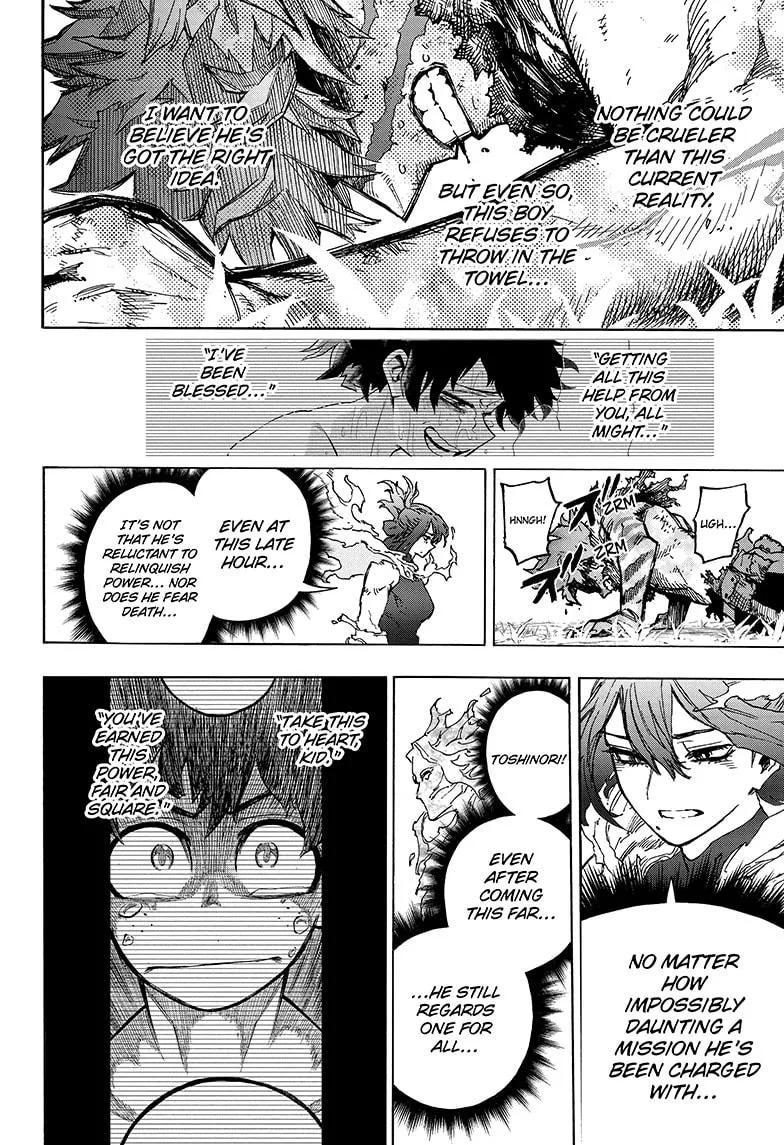 NOTHING COULD
BE CRUELER
THAN THIS
CURRENT
REALITY.
BUT EVEN SO,
THIS BOY
REFUSES TO
THROW IN THE
TOWEL...
I WANT TO
BELIEVE HE'S
GOT THE RIGHT
IDEA.
"GETTING
ALL THIS
HELP FROM
YOU, ALL
MIGHT..."
"I'VE
BEEN
BLESSED..."
UGH...
ZRM
ZRM
HNNGH!
EVEN AT
THIS LATE
HOUR...
IT'S NOT
THAT HE'S
RELUCTANT TO
RELINQUISH
POWER... NOR
DOES HE FEAR
DEATH...
NO MATTER
HOW
IMPOSSIBLY
DAUNTING A
MISSION HE'S
BEEN CHARGED
WITH...
TOSHINORI!
EVEN
AFTER
COMING
THIS FAR...
...HE STILL
REGARDS
ONE FOR
ALL...
"TAKE THIS
TO HEART,
KID."
"YOU'VE
EARNED
THIS
POWER,
FAIR AND
SQUARE."